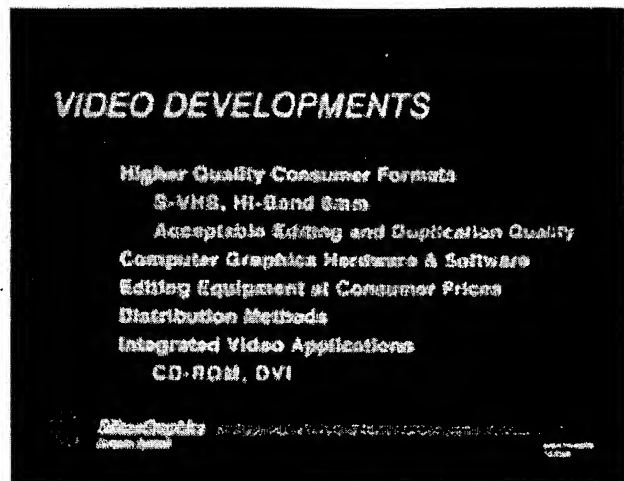 VIDEO DEVELOPMENTS
Higher Quality Consumer Formats
S-VHS, Hi-Band 8mm
Acceptable Editing and Duplication Quality
Computer Graphics Hardware & Software
Editing Equipment at Consumer Prices
Distribution Methods
Integrated Video Applications
CD-ROM, DVI